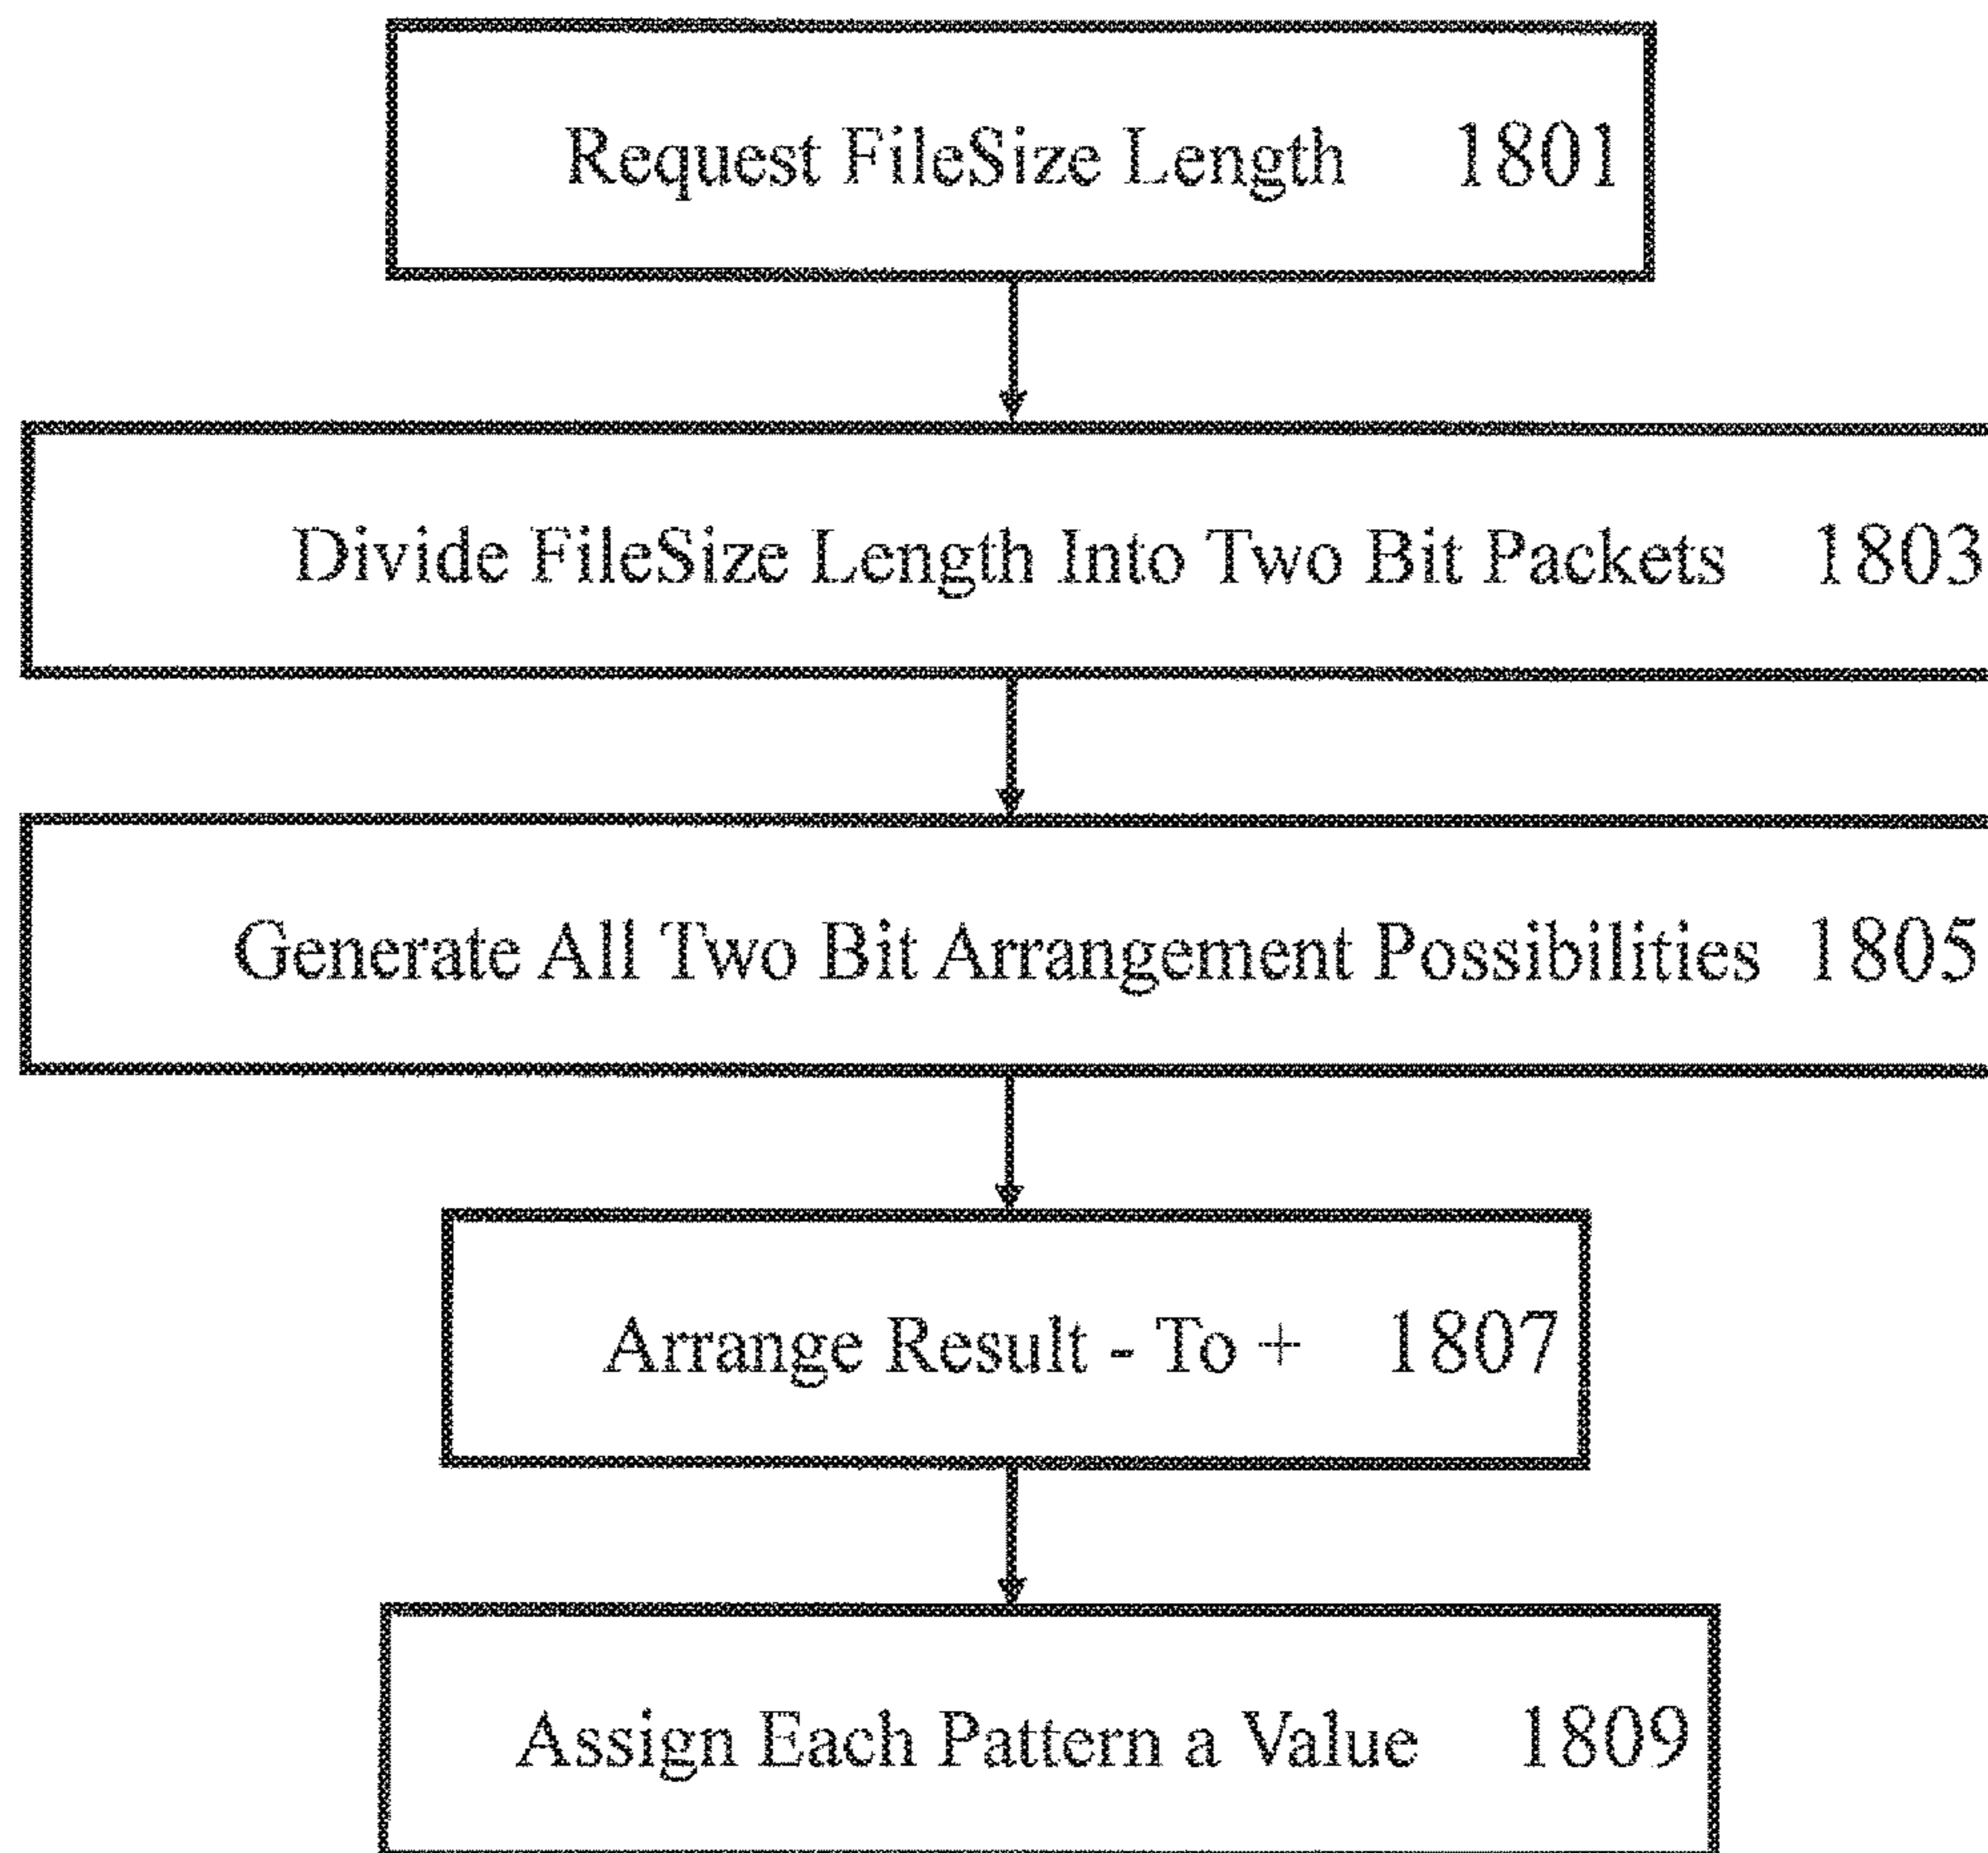 Request FileSize Length 1801
Divide FileSize Length Into Two Bit Packets 1803
Generate All Two Bit Arrangement Possibilities 1805
Arrange Result - To + 1807
Assign Each Pattern a Value 1809